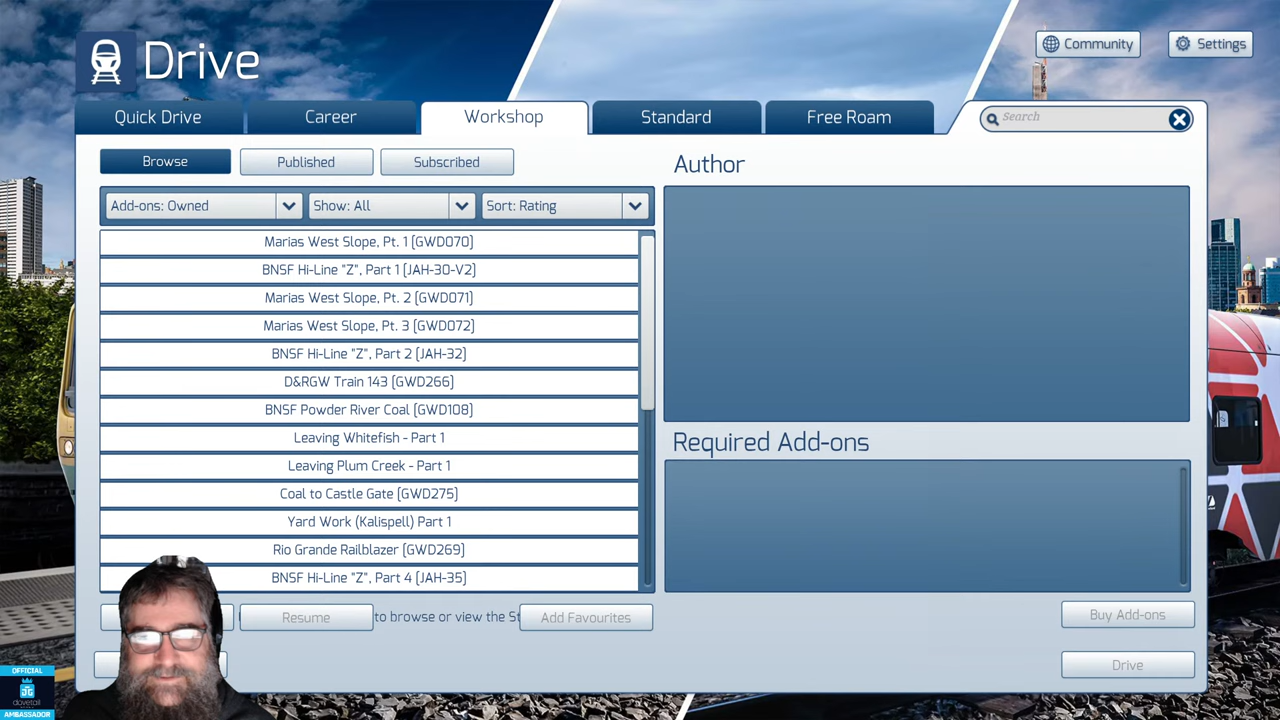 Drive
Community
Settings
Quick Drive
Career
Workshop
Standard
Free Roam
Search
Browse
Published
Subscribed
Author
Add-ons: Owned
Show: All
Sort: Rating
Marias West Slope, Pt. 1 [GWD070]
BNSF Hi-Line "Z", Part 1 [JAH-30-V2]
Marias West Slope, Pt. 2 [GWD071]
Marias West Slope, Pt. 3 [GWD072]
BNSF Hi-Line "Z", Part 2 [JAH-32]
D&RGW Train 143 [GWD266]
BNSF Powder River Coal [GWD108]
Leaving Whitefish - Part 1
Leaving Plum Creek - Part 1
Coal to Castle Gate [GWD275]
Yard Work (Kalispell) Part 1
Rio Grande Railblazer [GWD269]
BNSF Hi-Line "Z", Part 4 [JAH-35]
Required Add-ons
Resume
to browse or view the St
Add Favourites
Buy Add-ons
Drive
OFFICIAL
dovetail
AMBASSADOR